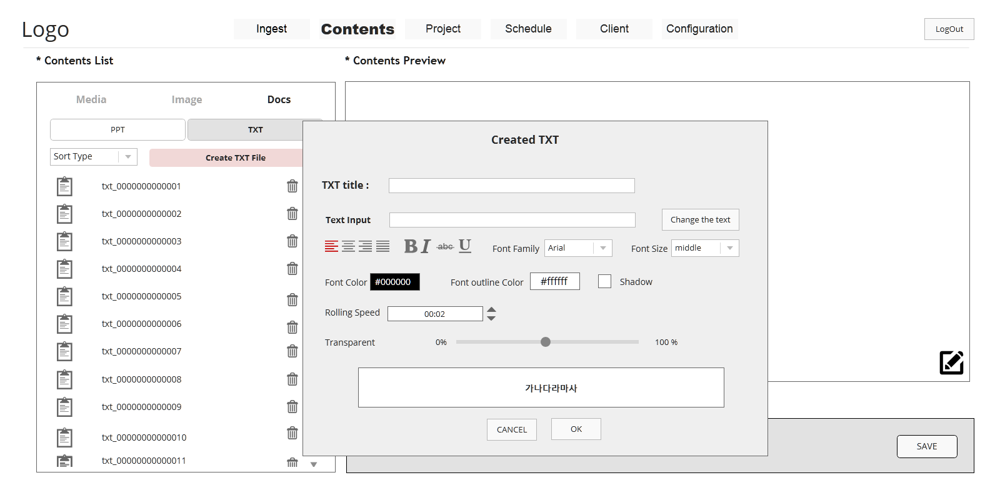 Logo
Ingest
Contents
Project
Schedule
Client
Configuration
LogOut
* Contents List
* Contents Preview
Media
Image
Docs
PPT
TXT
Sort Type
Create TXT File
txt_0000000000001
txt_0000000000002
txt_0000000000003
txt_0000000000004
txt_0000000000005
txt_0000000000006
txt_0000000000007
txt_0000000000008
txt_0000000000009
txt_00000000000010
txt_00000000000011
Created TXT
TXT title :
Text Input
Change the text
B I abc U
Font Family
Arial
Font Size
middle
Font Color
#000000
Font outline Color
#ffffff
Shadow
Rolling Speed
00:02
Transparent
0%
100 %
가나다라마사
CANCEL
OK
SAVE